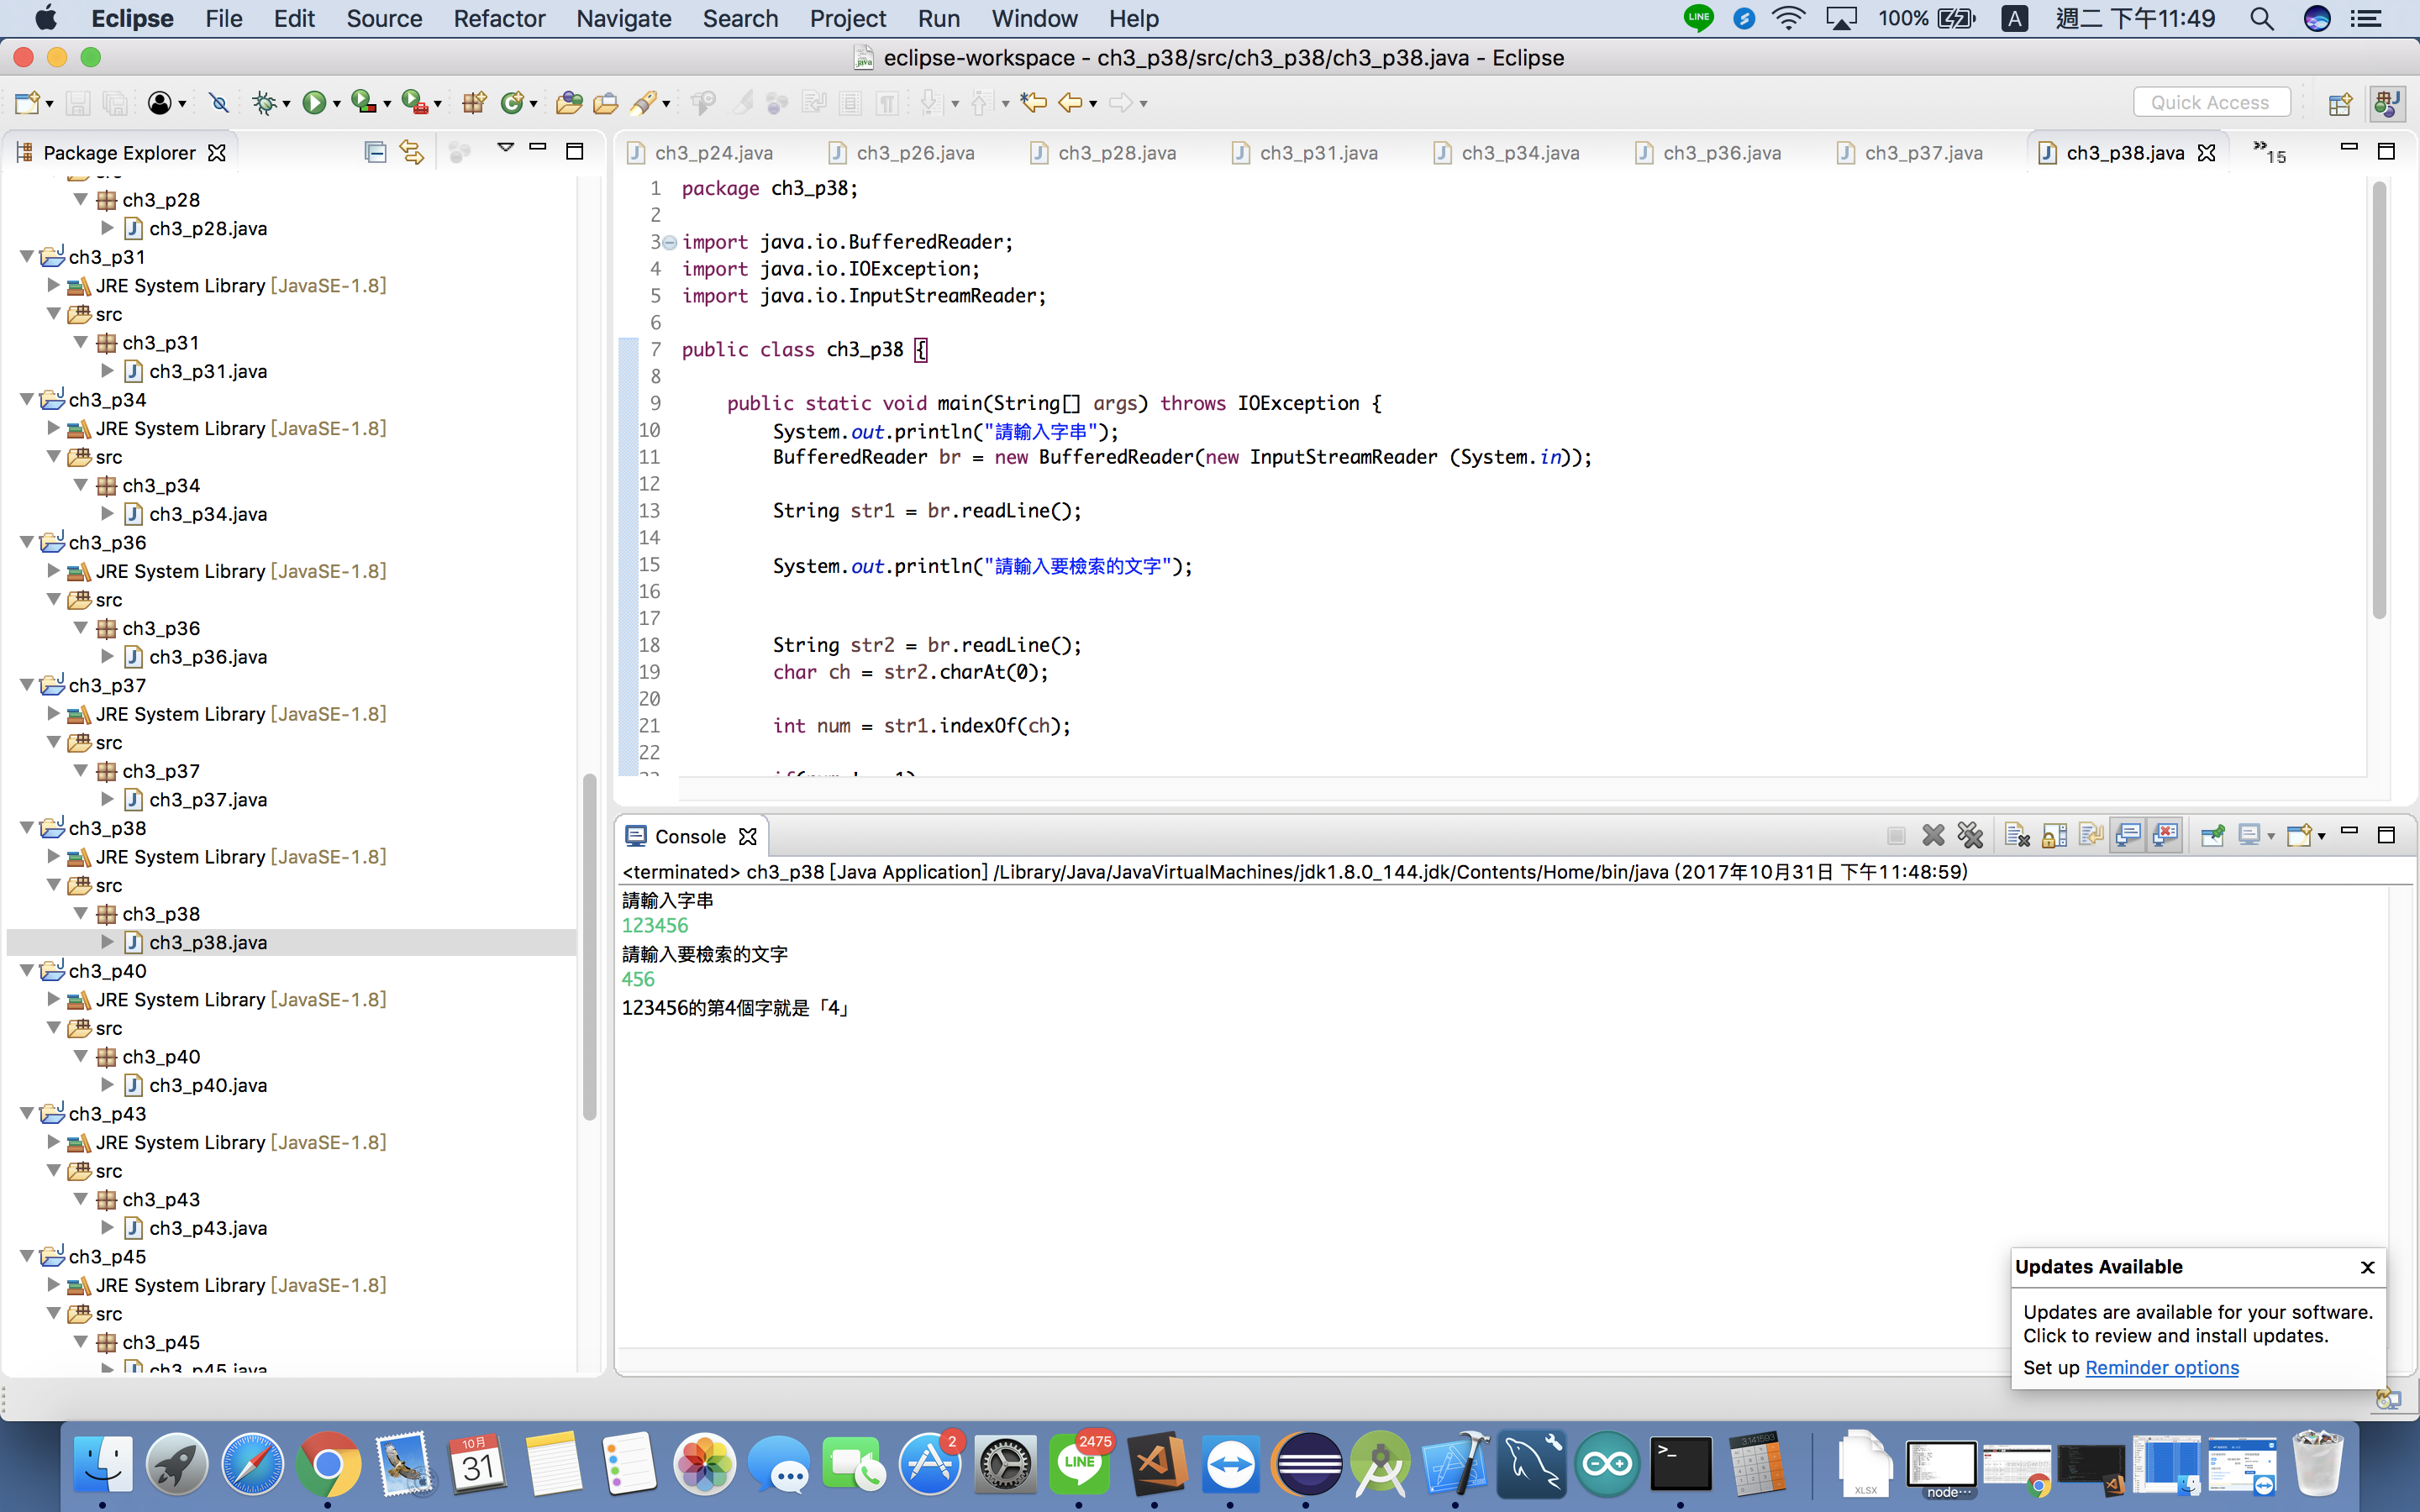 Eclipse File Edit Source Refactor Navigate Search Project Run Window Help LINE 100% A 週二 下午11:49
eclipse-workspace - ch3_p38/src/ch3_p38/ch3_p38.java - Eclipse
Quick Access
Package Explorer
ch3_p28
ch3_p28.java
ch3_p31
JRE System Library [JavaSE-1.8]
src
ch3_p31
ch3_p31.java
ch3_p34
JRE System Library [JavaSE-1.8]
src
ch3_p34
ch3_p34.java
ch3_p36
JRE System Library [JavaSE-1.8]
src
ch3_p36
ch3_p36.java
ch3_p37
JRE System Library [JavaSE-1.8]
src
ch3_p37
ch3_p37.java
ch3_p38
JRE System Library [JavaSE-1.8]
src
ch3_p38
ch3_p38.java
ch3_p40
JRE System Library [JavaSE-1.8]
src
ch3_p40
ch3_p40.java
ch3_p43
JRE System Library [JavaSE-1.8]
src
ch3_p43
ch3_p43.java
ch3_p45
JRE System Library [JavaSE-1.8]
src
ch3_p45
ch3_p45.java
ch3_p24.java ch3_p26.java ch3_p28.java ch3_p31.java ch3_p34.java ch3_p36.java ch3_p37.java ch3_p38.java »15
1 package ch3_p38;
2
3 import java.io.BufferedReader;
4 import java.io.IOException;
5 import java.io.InputStreamReader;
6
7 public class ch3_p38 {
8
9 public static void main(String[] args) throws IOException {
10 System.out.println("請輸入字串");
11 BufferedReader br = new BufferedReader(new InputStreamReader (System.in));
12
13 String str1 = br.readLine();
14
15 System.out.println("請輸入要檢索的文字");
16
17
18 String str2 = br.readLine();
19 char ch = str2.charAt(0);
20
21 int num = str1.indexOf(ch);
22
Console
<terminated> ch3_p38 [Java Application] /Library/Java/JavaVirtualMachines/jdk1.8.0_144.jdk/Contents/Home/bin/java (2017年10月31日 下午11:48:59)
請輸入字串
123456
請輸入要檢索的文字
456
123456的第4個字就是「4」
Updates Available
Updates are available for your software.
Click to review and install updates.
Set up Reminder options
10月
31
2
2475
LINE
>_
3.141593
XLSX
node···